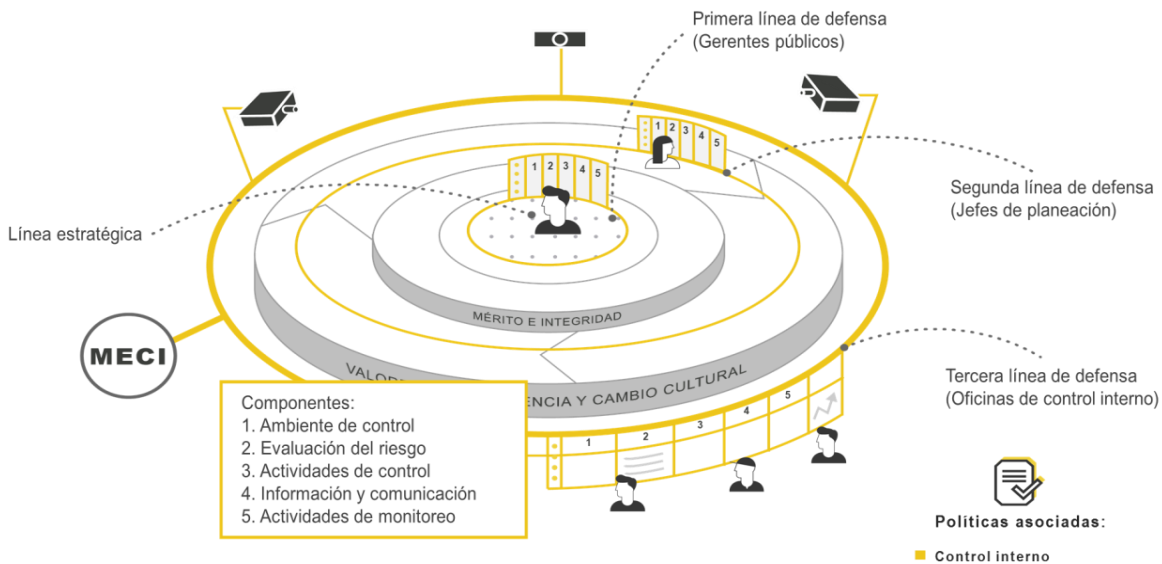 Primera línea de defensa
(Gerentes públicos)
1 2 3 4 5
1 2 3 4 5
Segunda línea de defensa
(Jefes de planeación)
Línea estratégica
MÉRITO E INTEGRIDAD
MECI
ENCIA Y CAMBIO CULTURAL
Tercera línea de defensa
(Oficinas de control interno)
Componentes:
1. Ambiente de control
2. Evaluación del riesgo
3. Actividades de control
4. Información y comunicación
5. Actividades de monitoreo
1 2 3 4 5
Políticas asociadas:
Control interno